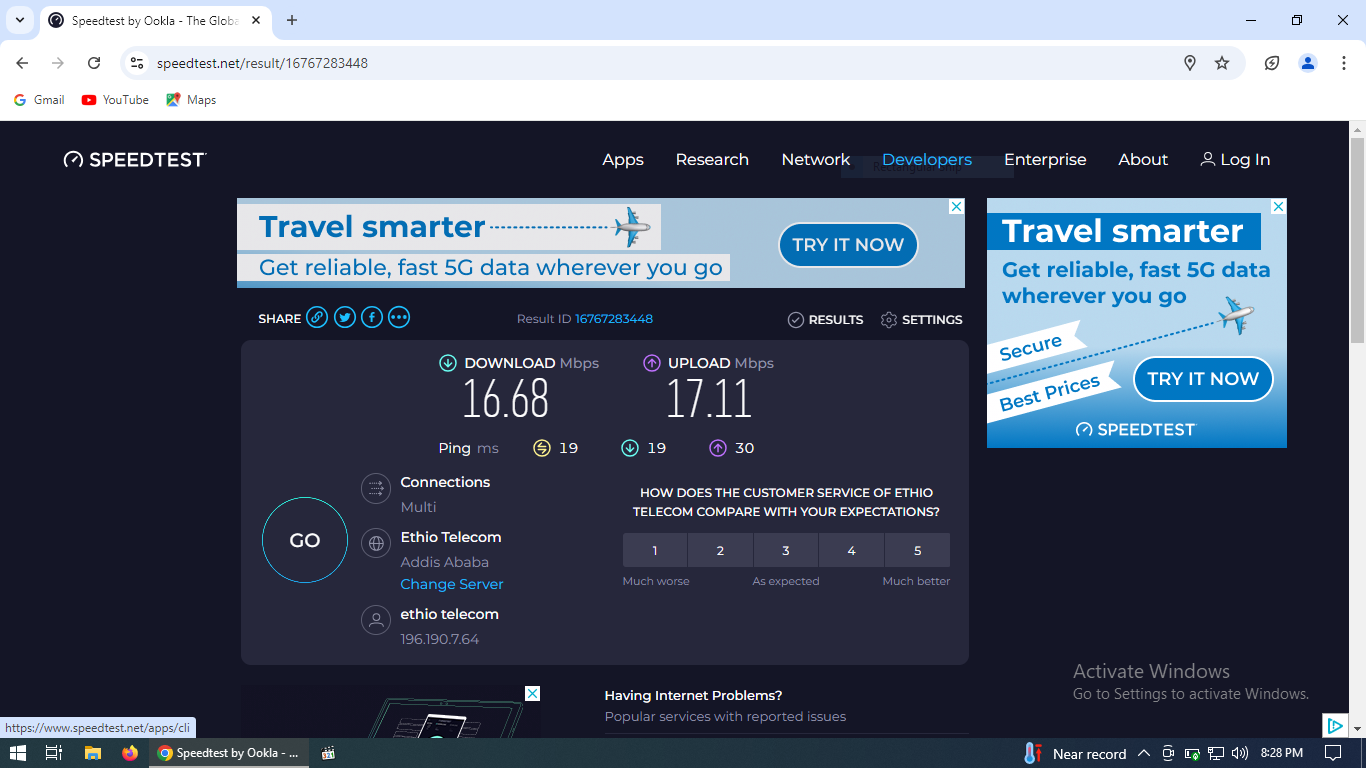 Speedtest by Ookla - The Globa
speedtest.net/result/16767283448
Gmail YouTube Maps
SPEEDTEST Apps Research Network Developers Enterprise About Log In
Rectangular Snip
Travel smarter
Get reliable, fast 5G data wherever you go
TRY IT NOW
Travel smarter
Get reliable, fast 5G data
wherever you go
Secure
Best Prices
TRY IT NOW
SPEEDTEST
SHARE Result ID 16767283448 RESULTS SETTINGS
DOWNLOAD Mbps UPLOAD Mbps
16.68 17.11
Ping ms 19 19 30
GO
Connections
Multi
Ethio Telecom
Addis Ababa
Change Server
ethio telecom
196.190.7.64
HOW DOES THE CUSTOMER SERVICE OF ETHIO
TELECOM COMPARE WITH YOUR EXPECTATIONS?
1 2 3 4 5
Much worse As expected Much better
Having Internet Problems?
Popular services with reported issues
Activate Windows
Go to Settings to activate Windows.
https://www.speedtest.net/apps/cli
Speedtest by Ookla - ... Near record 8:28 PM